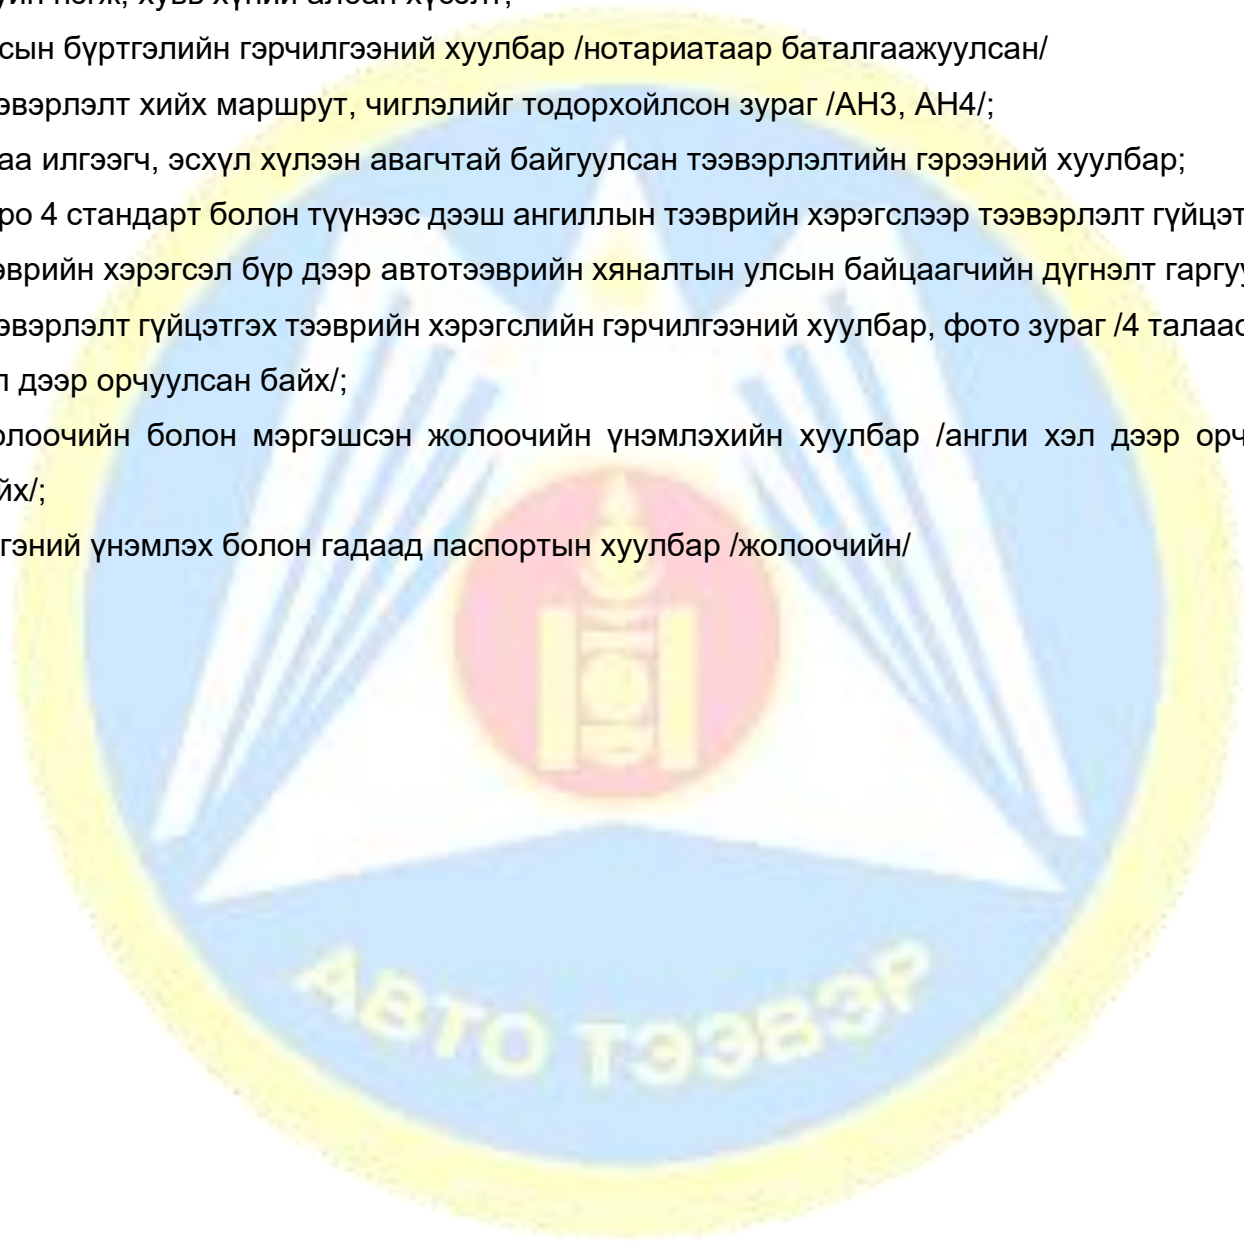 хувь хүний албан хүсэлт;
сын бүртгэлийн гэрчилгээний хуулбар /нотариатаар баталгаажуулсан/
эвэрлэлт хийх маршрут, чиглэлийг тодорхойлсон зураг /АН3, АН4/;
аа илгээгч, эсхүл хүлээн авагчтай байгуулсан тээвэрлэлтийн гэрээний хуулбар;
ро 4 стандарт болон түүнээс дээш ангиллын тээврийн хэрэгслээр тээвэрлэлт гүйцэт
эврийн хэрэгсэл бүр дээр автотээврийн хяналтын улсын байцаагчийн дүгнэлт гаргуу
эвэрлэлт гүйцэтгэх тээврийн хэрэгслийн гэрчилгээний хуулбар, фото зураг /4 талаас
л дээр орчуулсан байх/;
олоочийн болон мэргэшсэн жолоочийн үнэмлэхийн хуулбар /англи хэл дээр орч
йх/;
гэний үнэмлэх болон гадаад паспортын хуулбар /жолоочийн/
АВТО ТЭЭВЭР